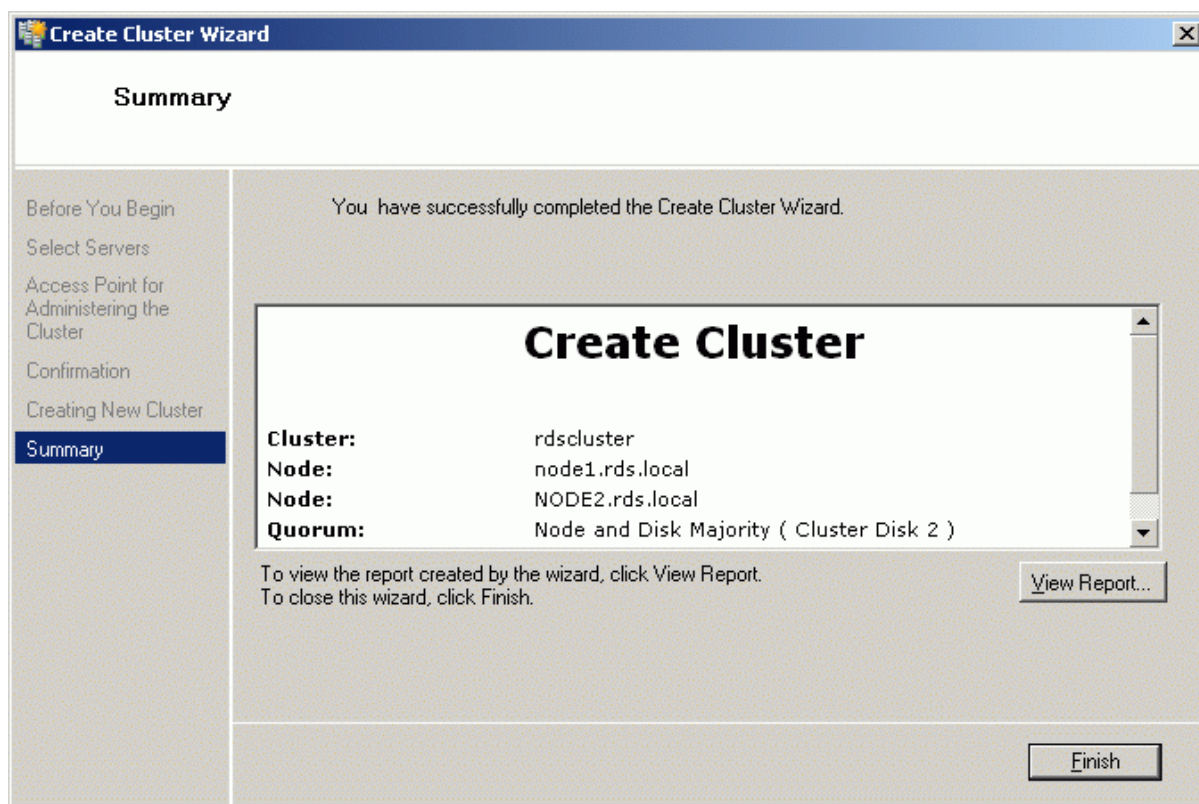 Create Cluster Wizard
Summary
Before You Begin
Select Servers
Access Point for
Administering the
Cluster
Confirmation
Creating New Cluster
Summary
You have successfully completed the Create Cluster Wizard.
Create Cluster
Cluster: rdscluster
Node: node1.rds.local
Node: NODE2.rds.local
Quorum: Node and Disk Majority ( Cluster Disk 2 )
To view the report created by the wizard, click View Report.
To close this wizard, click Finish.
View Report...
Finish